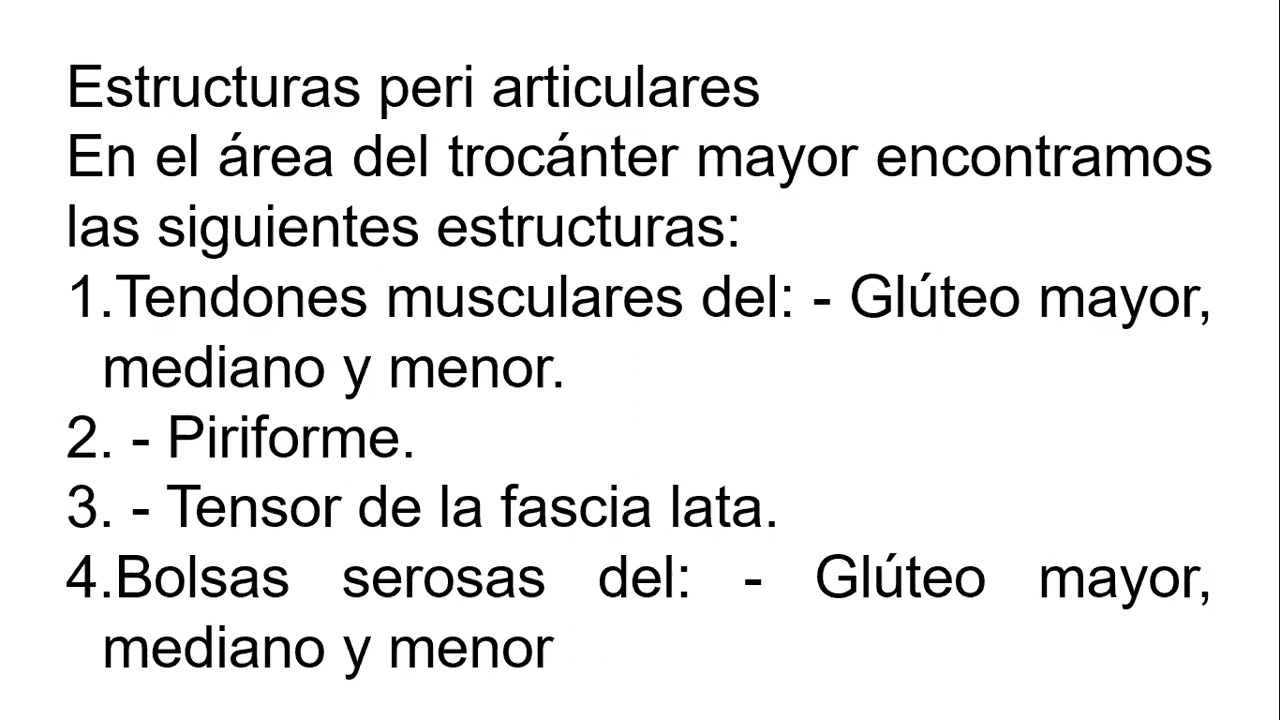 Estructuras peri articulares
En el área del trocánter mayor encontramos
las siguientes estructuras:
1.Tendones musculares del: - Glúteo mayor,
mediano y menor.
2. - Piriforme.
3. - Tensor de la fascia lata.
4.Bolsas serosas del: - Glúteo mayor,
mediano y menor